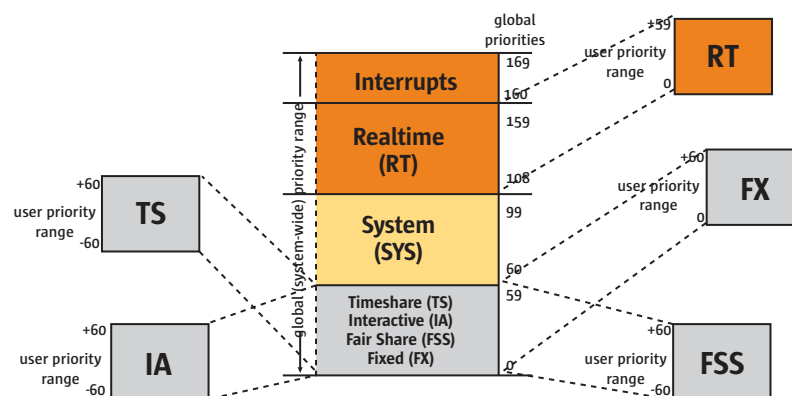 global
priorities
169
Interrupts
160
159
Realtime
(RT)
108
99
System
(SYS)
60
59
Timeshare (TS)
Interactive (IA)
Fair Share (FSS)
Fixed (FX)
0
global (system-wide) priority range
+60
TS
user priority
range
-60
+60
IA
user priority
range
-60
+59
RT
user priority
range
0
+60
FX
user priority
range
0
+60
FSS
user priority
range
-60